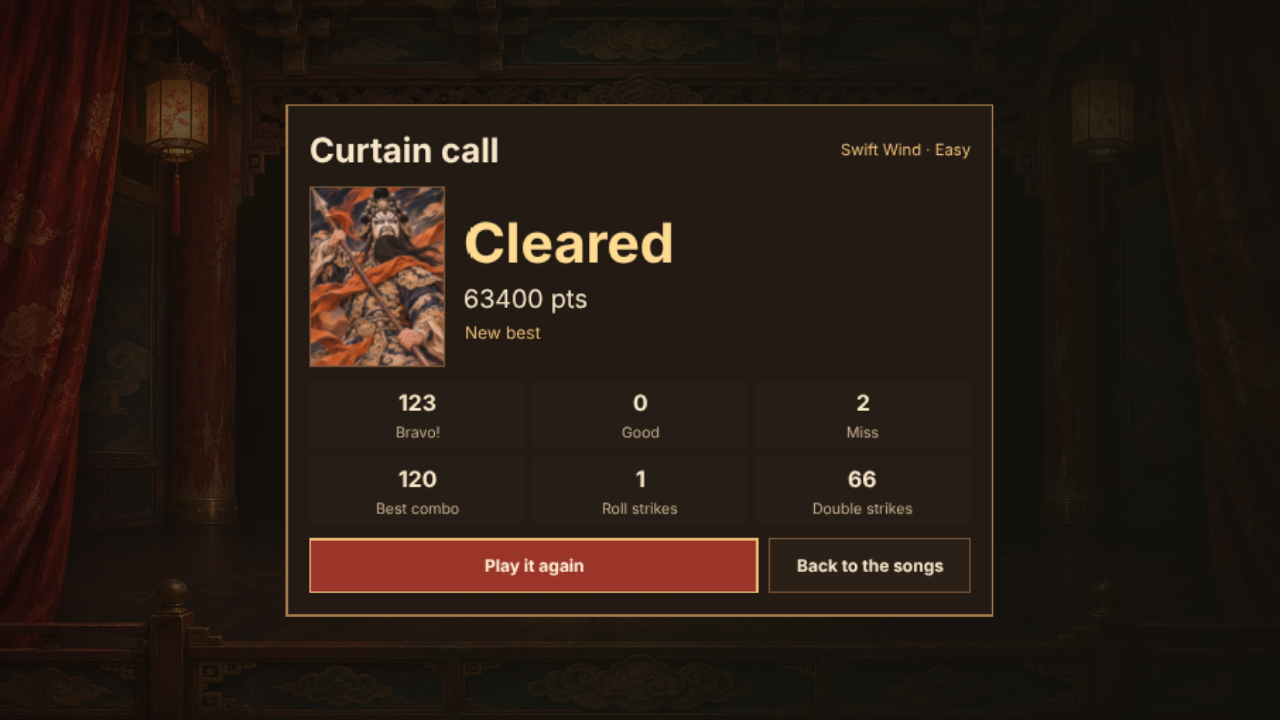 Curtain call
Swift Wind · Easy
Cleared
63400 pts
New best
123
Bravo!
0
Good
2
Miss
120
Best combo
1
Roll strikes
66
Double strikes
Play it again
Back to the songs